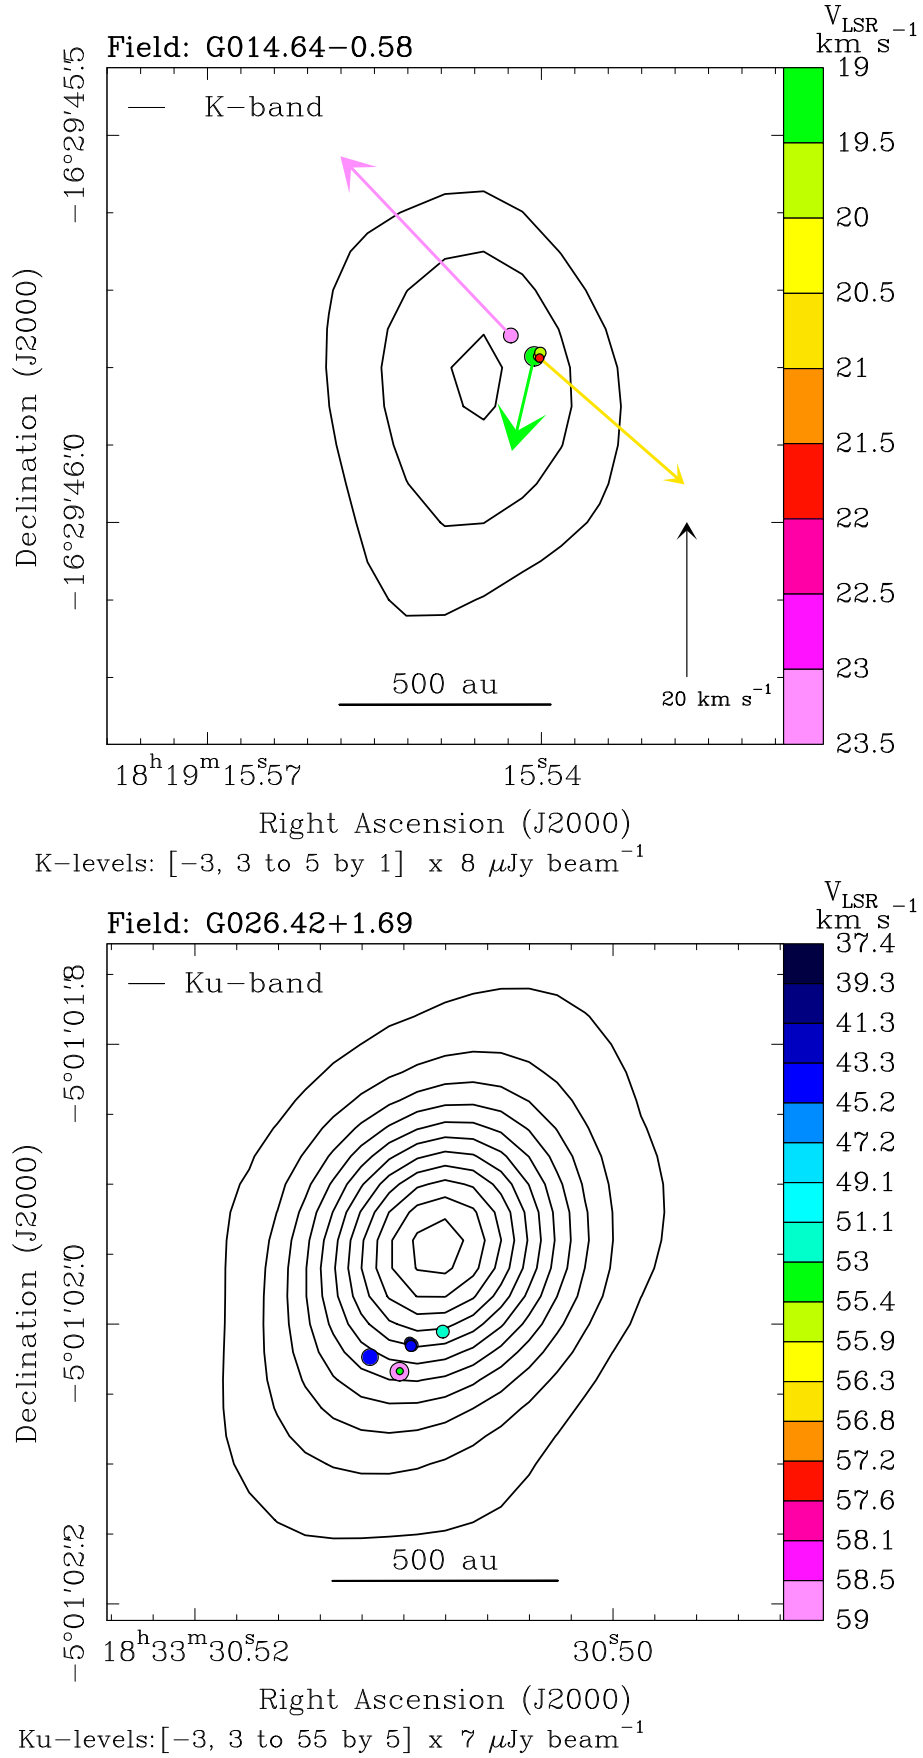 V_LSR
km s⁻¹
Field: G014.64−0.58
K−band
19
19.5
20
20.5
21
21.5
22
22.5
23
23.5
−16°29′45″.5
−16°29′46″.0
Declination (J2000)
500 au
20 km s⁻¹
18ʰ19ᵐ15ˢ.57
15ˢ.54
Right Ascension (J2000)
K−levels: [−3, 3 to 5 by 1] x 8 μJy beam⁻¹
V_LSR
km s⁻¹
Field: G026.42+1.69
Ku−band
37.4
39.3
41.3
43.3
45.2
47.2
49.1
51.1
53
55.4
55.9
56.3
56.8
57.2
57.6
58.1
58.5
59
−5°01′01″.8
−5°01′02″.0
−5°01′02″.2
Declination (J2000)
500 au
18ʰ33ᵐ30ˢ.52
30ˢ.50
Right Ascension (J2000)
Ku−levels:[−3, 3 to 55 by 5] x 7 μJy beam⁻¹